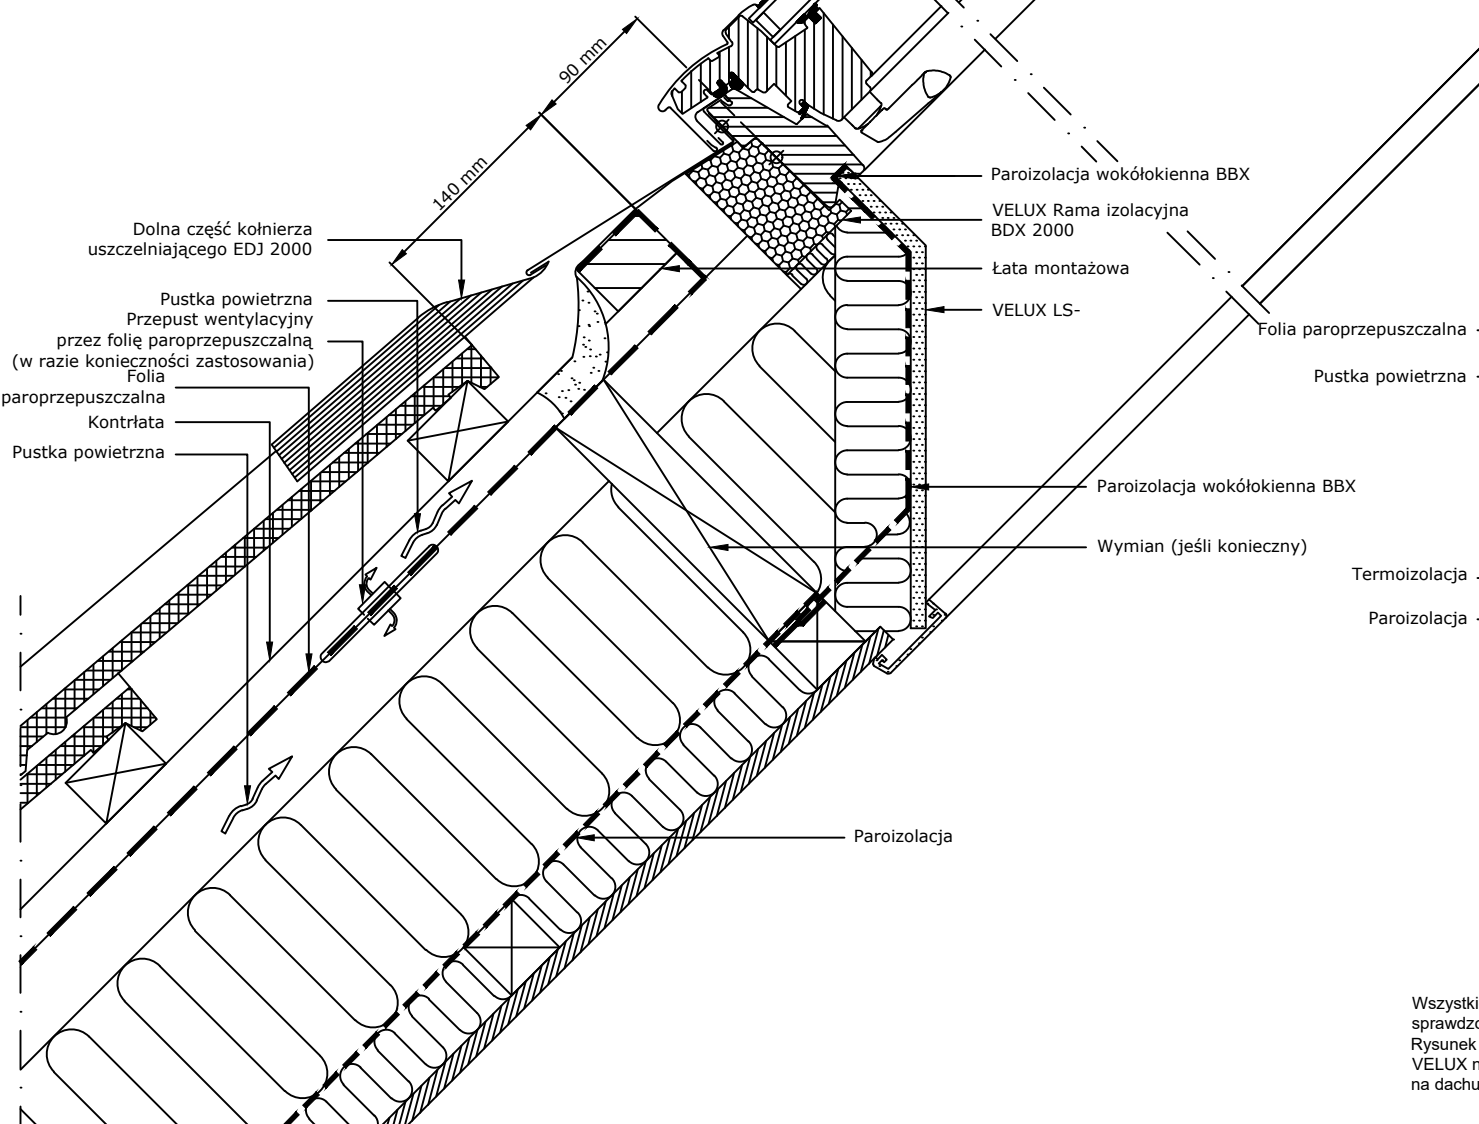 90 mm
140 mm
Dolna część kołnierza
uszczelniającego EDJ 2000
Pustka powietrzna
Przepust wentylacyjny
przez folię paroprzepuszczalną
(w razie konieczności zastosowania)
Folia
paroprzepuszczalna
Kontrłata
Pustka powietrzna
Paroizolacja wokółokienna BBX
VELUX Rama izolacyjna
BDX 2000
Łata montażowa
VELUX LS-
Paroizolacja wokółokienna BBX
Wymian (jeśli konieczny)
Paroizolacja
Folia paroprzepuszczalna
Pustka powietrzna
Termoizolacja
Paroizolacja
Wszystki
sprawdzo
Rysunek
VELUX n
na dachu